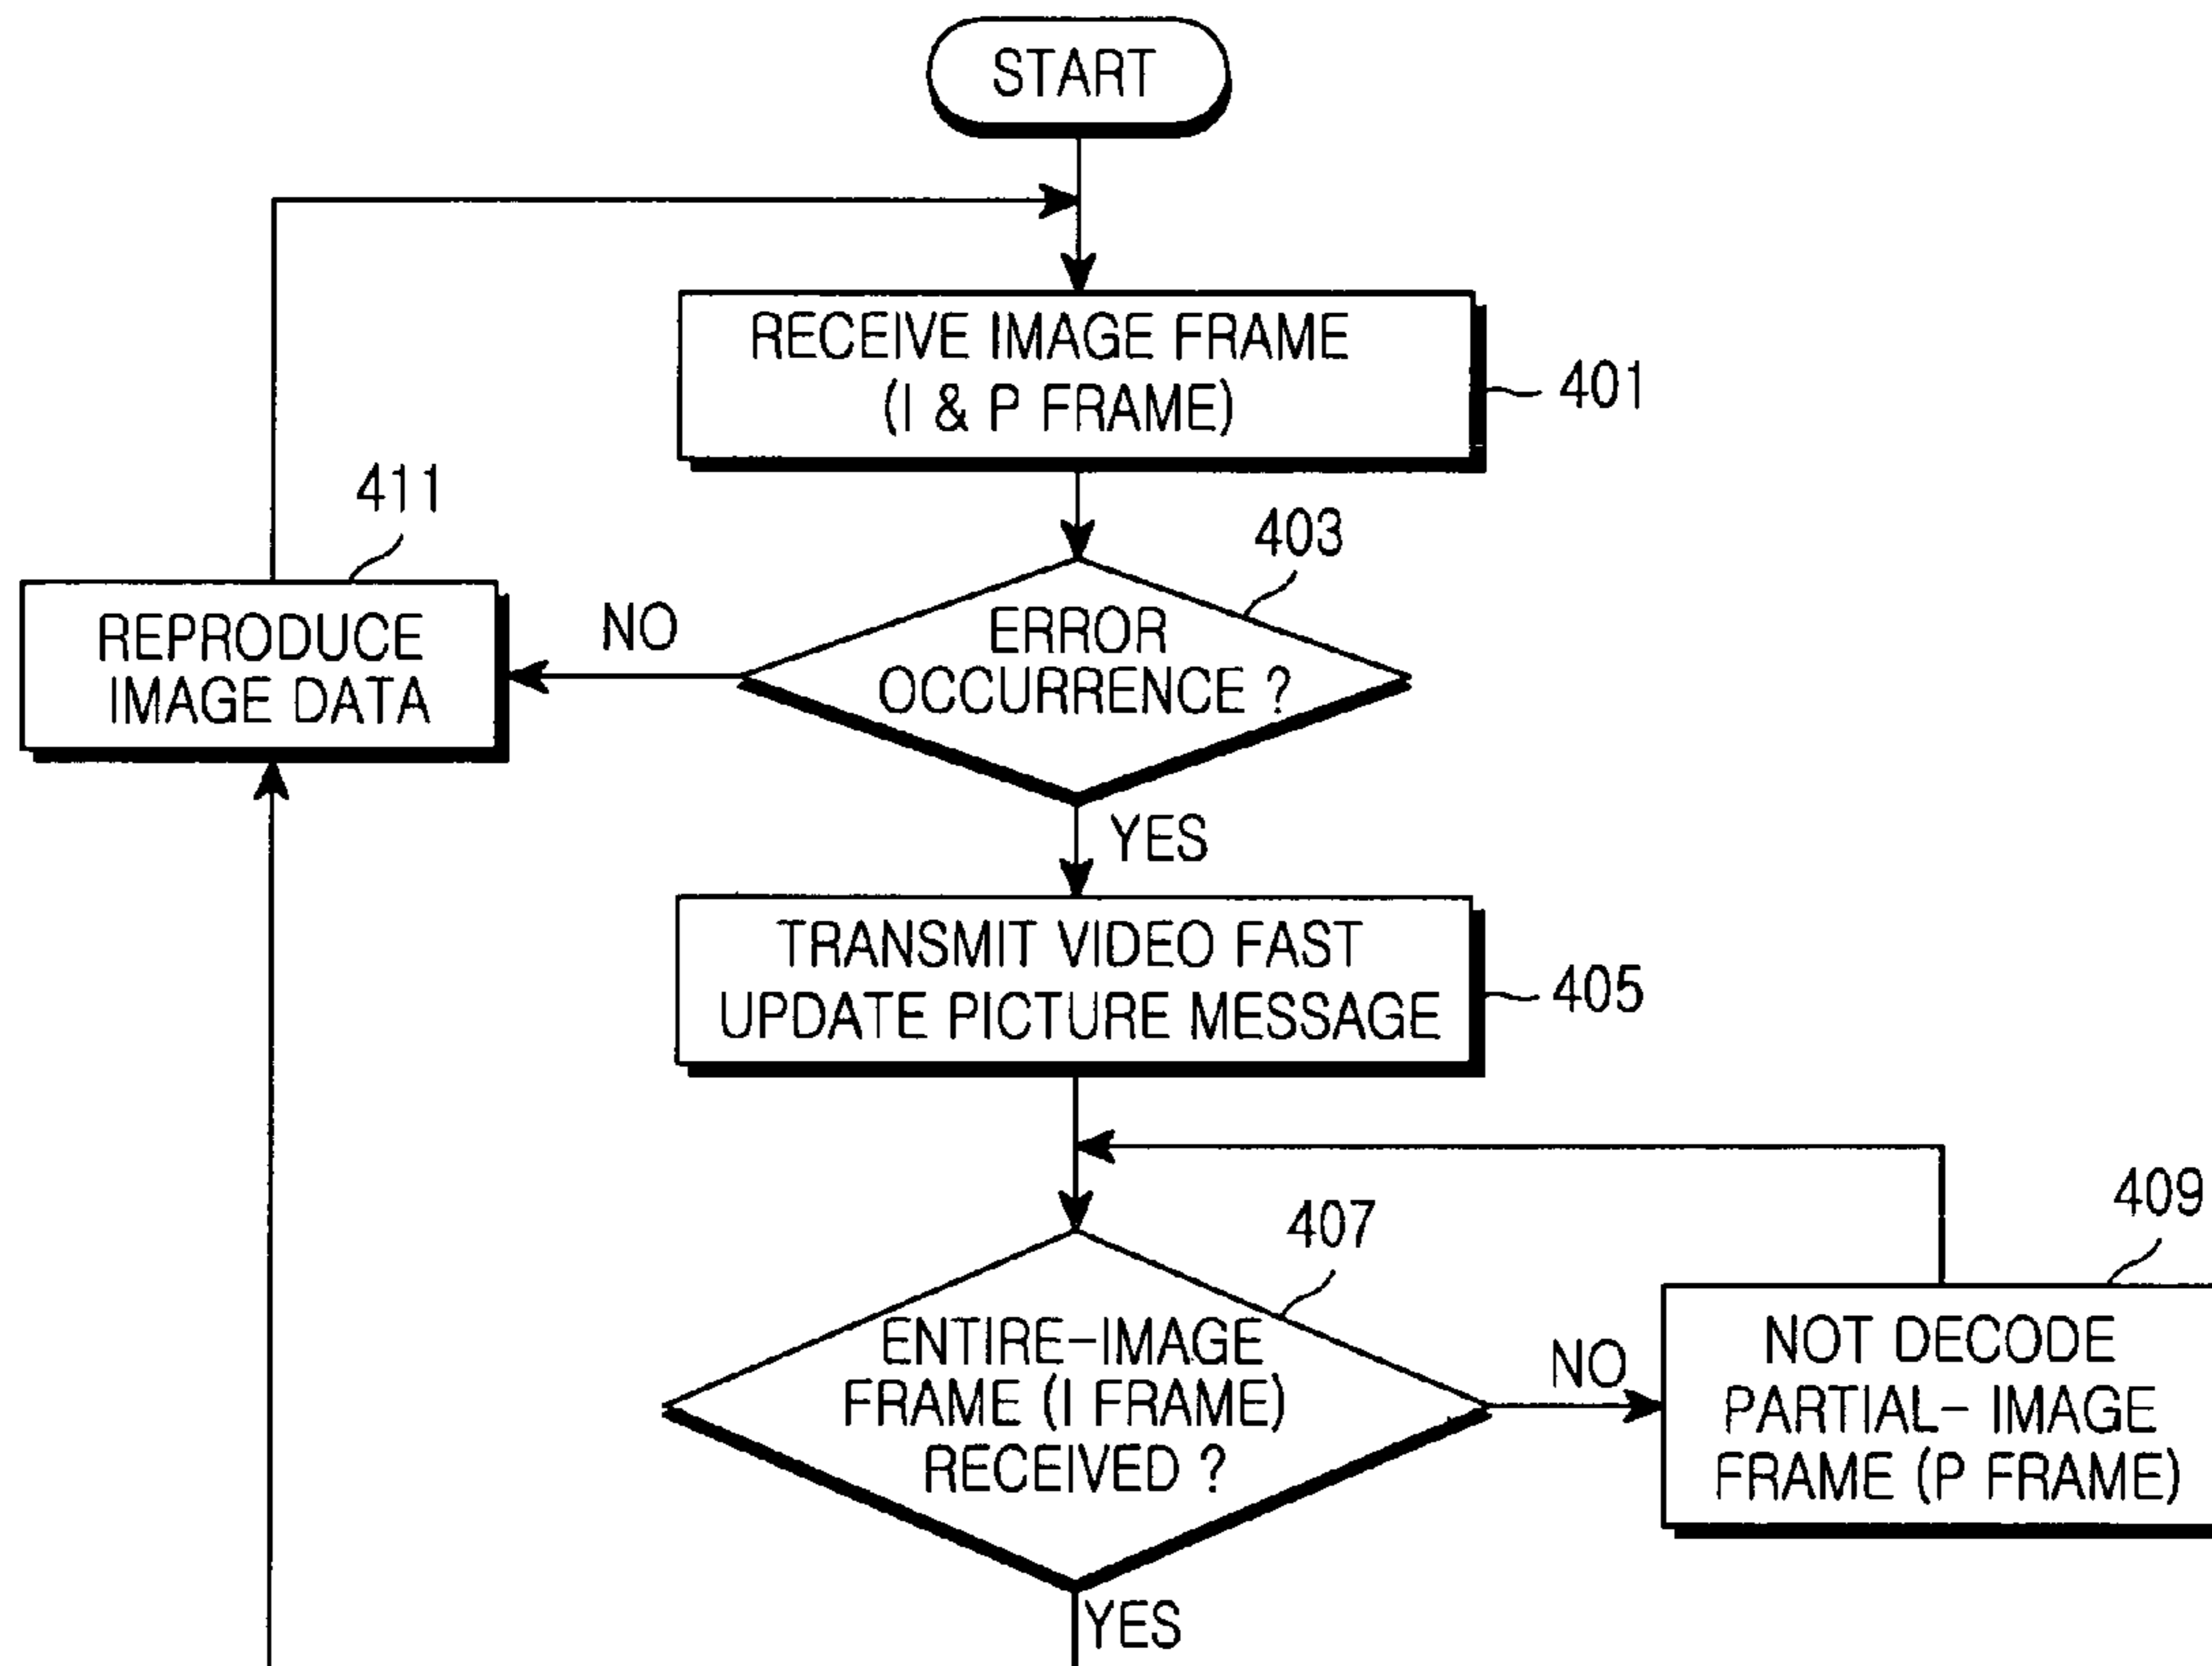 START
RECEIVE IMAGE FRAME
(I & P FRAME)
401
411
403
REPRODUCE
IMAGE DATA
NO
ERROR
OCCURRENCE ?
YES
TRANSMIT VIDEO FAST
UPDATE PICTURE MESSAGE
405
407
409
ENTIRE-IMAGE
FRAME (I FRAME)
RECEIVED ?
NO
NOT DECODE
PARTIAL- IMAGE
FRAME (P FRAME)
YES